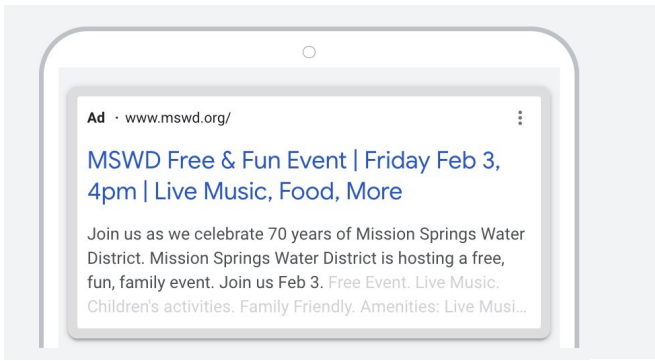 Ad · www.mswd.org/
MSWD Free & Fun Event | Friday Feb 3,
4pm | Live Music, Food, More
Join us as we celebrate 70 years of Mission Springs Water
District. Mission Springs Water District is hosting a free,
fun, family event. Join us Feb 3. Free Event. Live Music.
Children's activities. Family Friendly. Amenities: Live Musi...